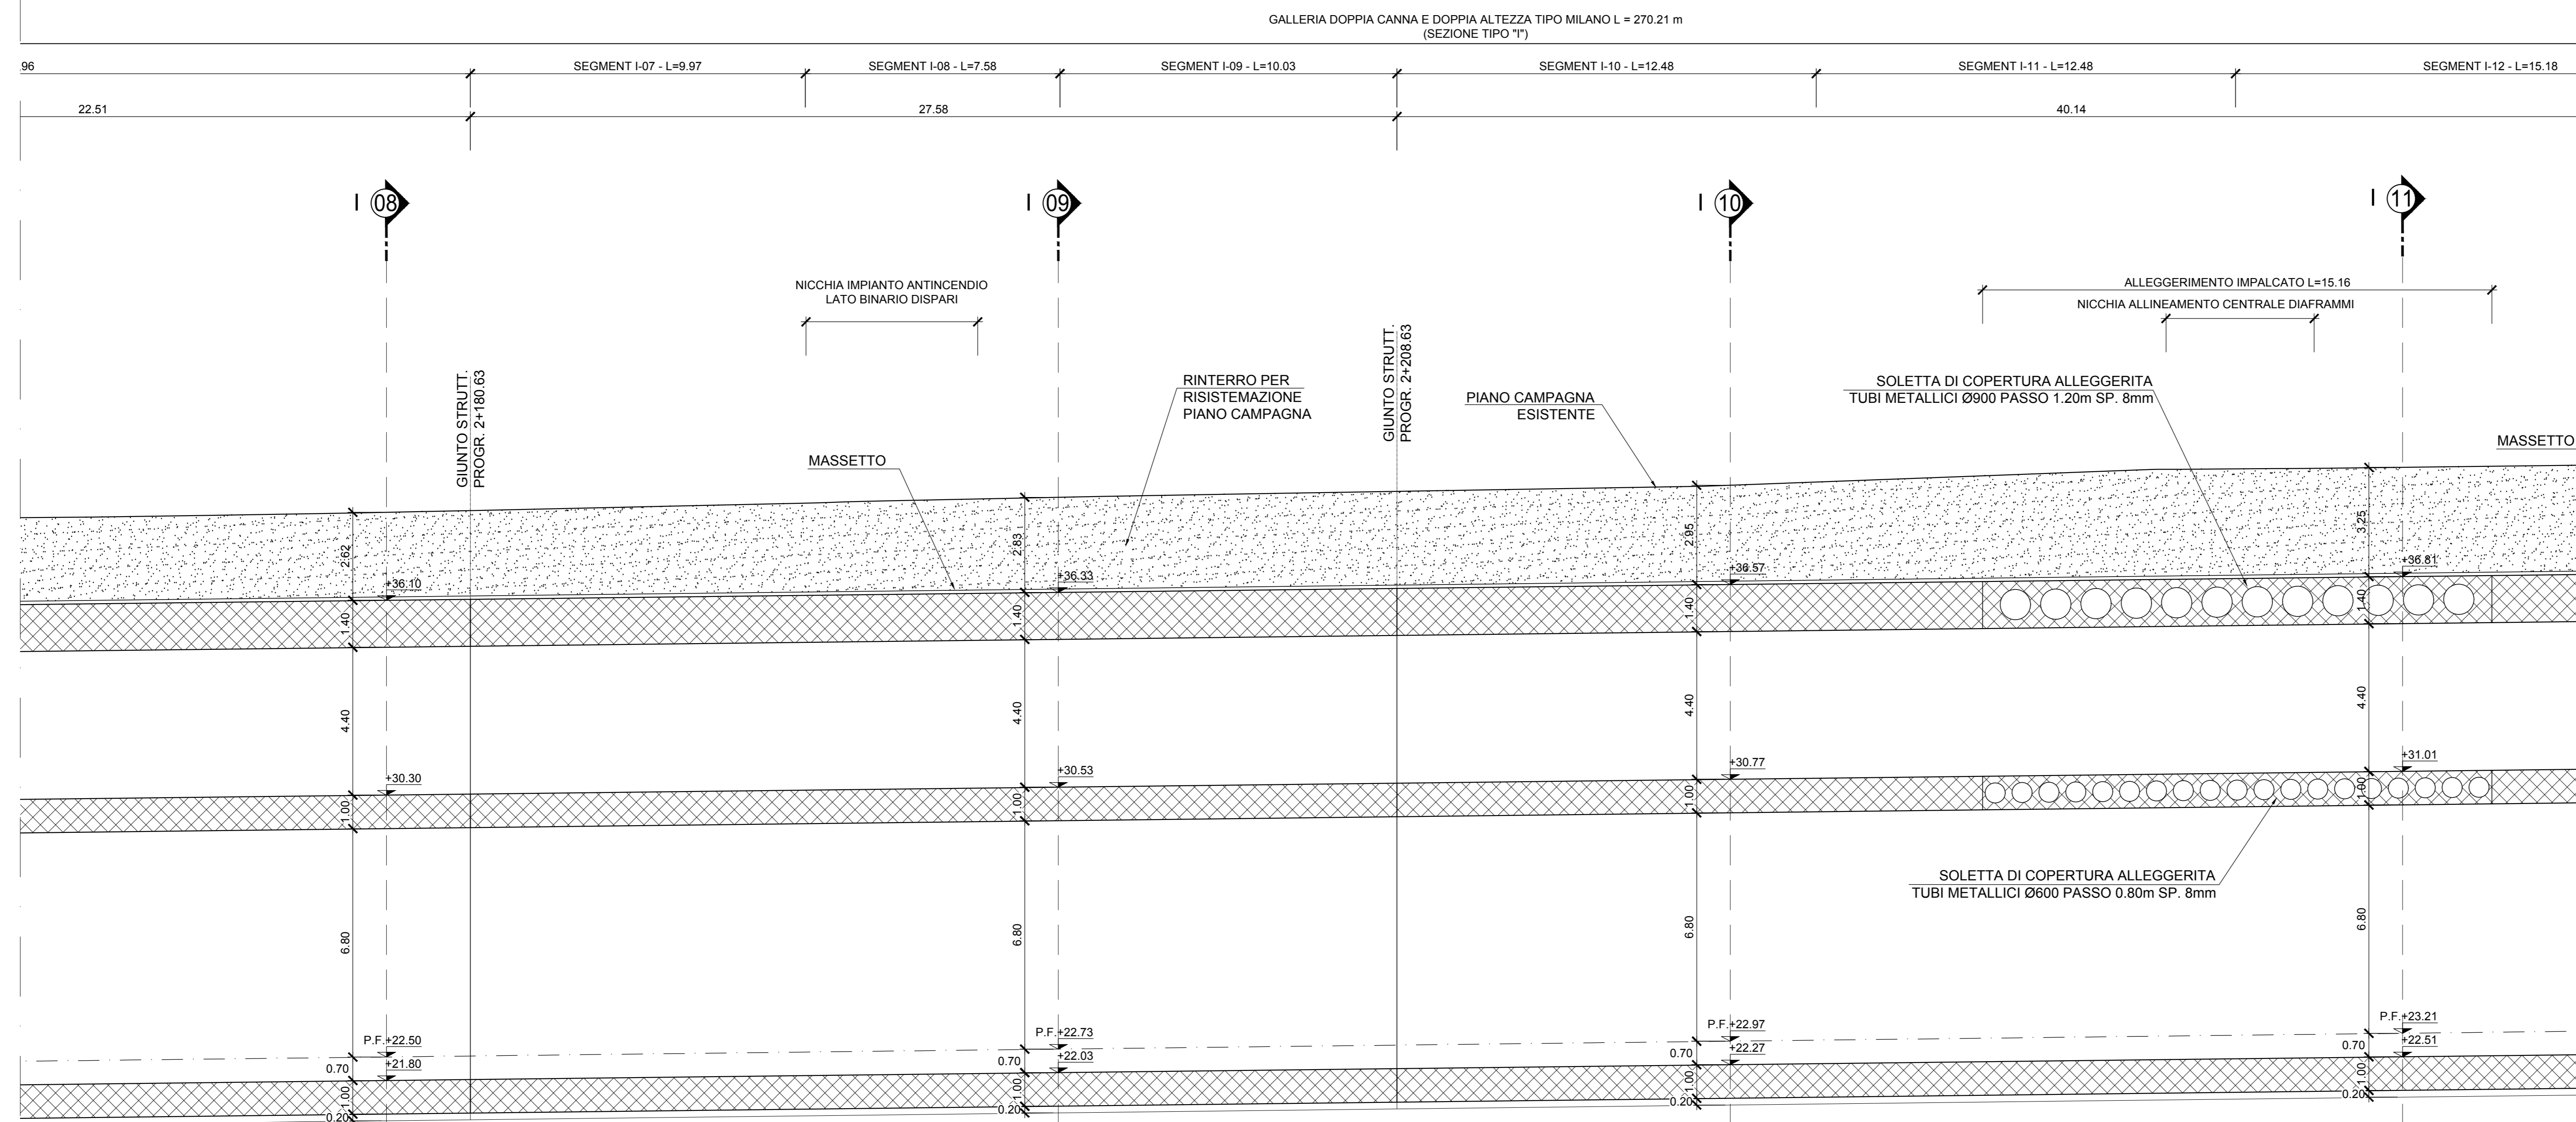 GALLERIA DOPPIA CANNA E DOPPIA ALTEZZA TIPO MILANO L = 270.21 m
(SEZIONE TIPO "I")
.96
SEGMENT I-07 - L=9.97
SEGMENT I-08 - L=7.58
SEGMENT I-09 - L=10.03
SEGMENT I-10 - L=12.48
SEGMENT I-11 - L=12.48
SEGMENT I-12 - L=15.18
22.51
27.58
40.14
I 08
I 09
I 10
I 11
NICCHIA IMPIANTO ANTINCENDIO
LATO BINARIO DISPARI
ALLEGGERIMENTO IMPALCATO L=15.16
NICCHIA ALLINEAMENTO CENTRALE DIAFRAMMI
GIUNTO STRUTT.
PROGR. 2+180.63
MASSETTO
RINTERRO PER
RISISTEMAZIONE
PIANO CAMPAGNA
GIUNTO STRUTT.
PROGR. 2+208.63
PIANO CAMPAGNA
ESISTENTE
SOLETTA DI COPERTURA ALLEGGERITA
TUBI METALLICI Ø900 PASSO 1.20m SP. 8mm
MASSETTO
2.62
2.83
2.95
3.25
+36.10
+36.33
+36.57
+36.81
1.40
1.40
1.40
1.40
4.40
4.40
4.40
4.40
+30.30
+30.53
+30.77
+31.01
1.00
1.00
1.00
1.00
SOLETTA DI COPERTURA ALLEGGERITA
TUBI METALLICI Ø600 PASSO 0.80m SP. 8mm
6.80
6.80
6.80
6.80
P.F.+22.50
P.F.+22.73
P.F.+22.97
P.F.+23.21
0.70
+21.80
0.70
+22.03
0.70
+22.27
0.70
+22.51
1.00
1.00
1.00
1.00
0.20
0.20
0.20
0.20